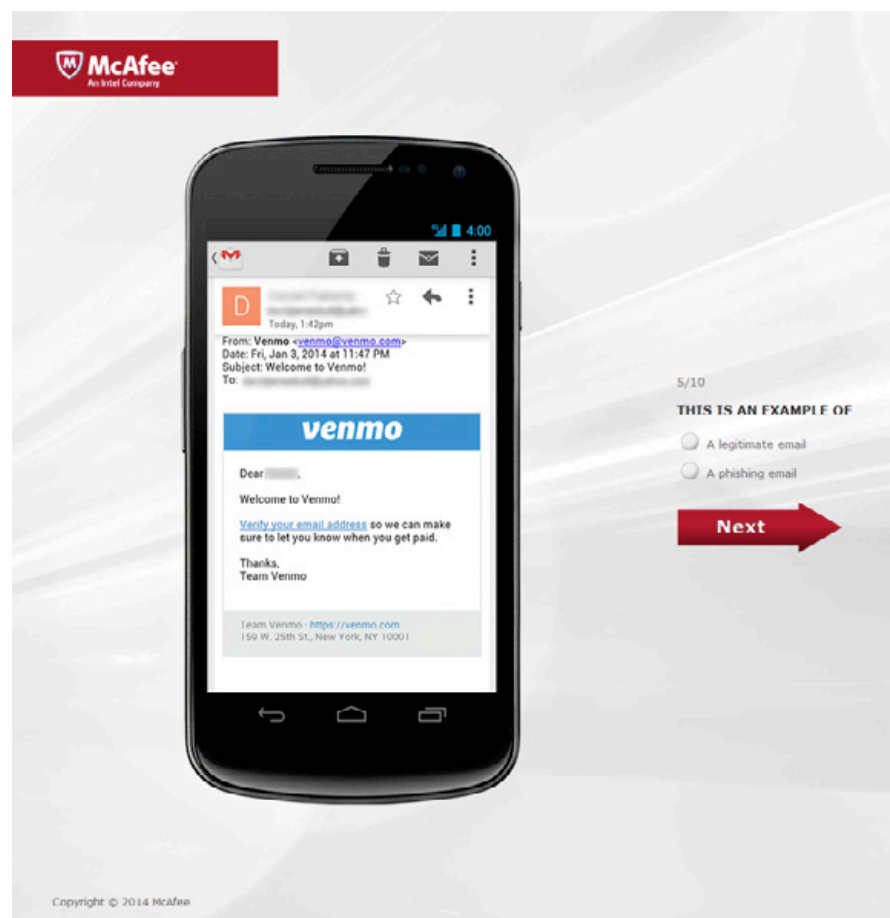 McAfee
An Intel Company
4G 4:00
D
Today, 1:42pm
From: Venmo <venmo@venmo.com>
Date: Fri, Jan 3, 2014 at 11:47 PM
Subject: Welcome to Venmo!
To:
venmo
Dear ,
Welcome to Venmo!
Verify your email address so we can make
sure to let you know when you get paid.
Thanks,
Team Venmo
Team Venmo · https://venmo.com
159 W. 25th St., New York, NY 10001
5/10
THIS IS AN EXAMPLE OF
A legitimate email
A phishing email
Next
Copyright © 2014 McAfee